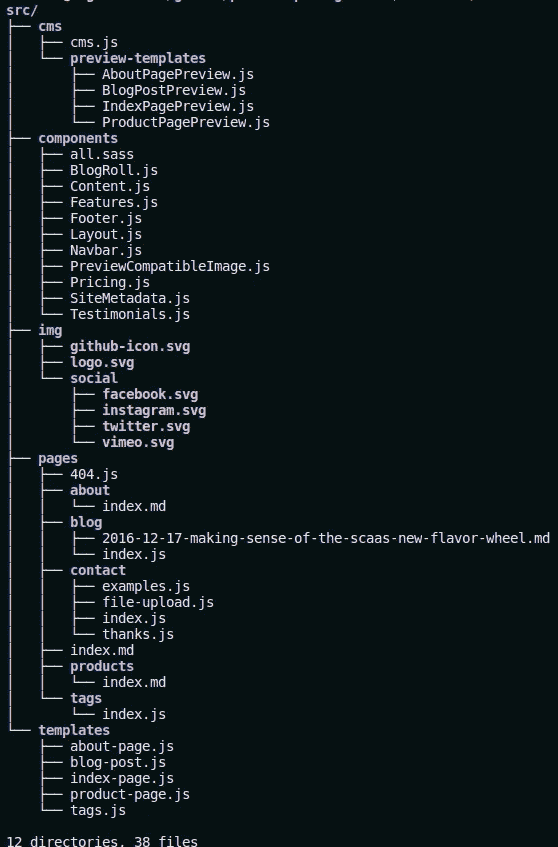 src/
├── cms
│   ├── cms.js
│   └── preview-templates
│       ├── AboutPagePreview.js
│       ├── BlogPostPreview.js
│       ├── IndexPagePreview.js
│       └── ProductPagePreview.js
├── components
│   ├── all.sass
│   ├── BlogRoll.js
│   ├── Content.js
│   ├── Features.js
│   ├── Footer.js
│   ├── Layout.js
│   ├── Navbar.js
│   ├── PreviewCompatibleImage.js
│   ├── Pricing.js
│   ├── SiteMetadata.js
│   └── Testimonials.js
├── img
│   ├── github-icon.svg
│   ├── logo.svg
│   └── social
│       ├── facebook.svg
│       ├── instagram.svg
│       ├── twitter.svg
│       └── vimeo.svg
├── pages
│   ├── 404.js
│   ├── about
│   │   └── index.md
│   ├── blog
│   │   ├── 2016-12-17-making-sense-of-the-scaas-new-flavor-wheel.md
│   │   └── index.js
│   ├── contact
│   │   ├── examples.js
│   │   ├── file-upload.js
│   │   ├── index.js
│   │   └── thanks.js
│   ├── index.md
│   ├── products
│   │   └── index.md
│   └── tags
│       └── index.js
└── templates
    ├── about-page.js
    ├── blog-post.js
    ├── index-page.js
    ├── product-page.js
    └── tags.js

12 directories, 38 files